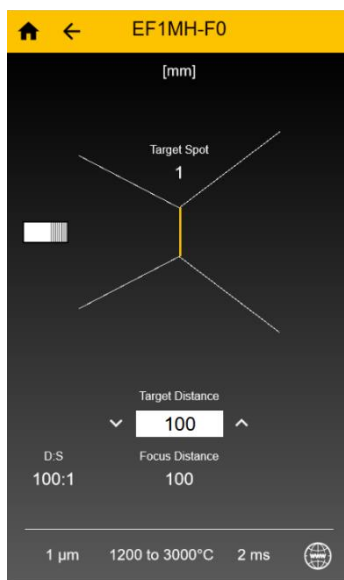 EF1MH-F0
[mm]
Target Spot
1
Target Distance
100
D:S
Focus Distance
100:1
100
1 µm
1200 to 3000°C
2 ms